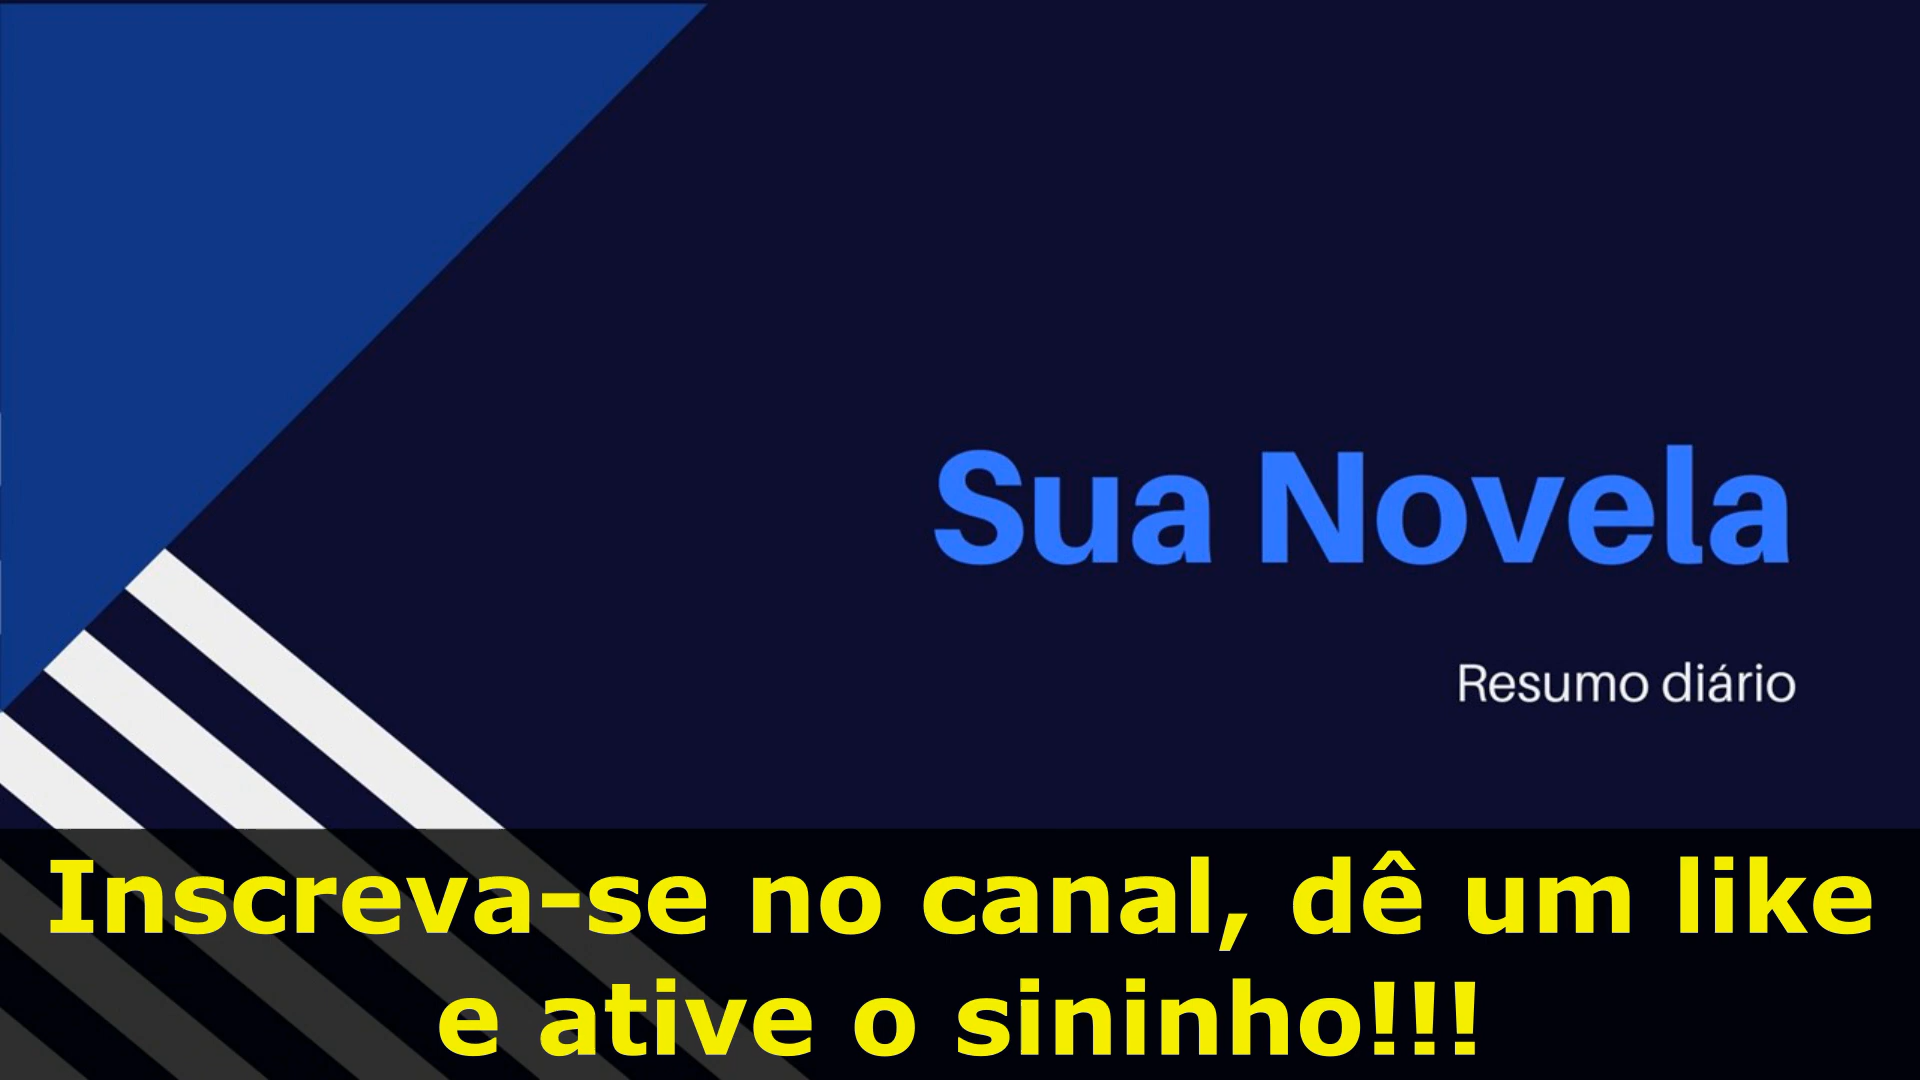 Sua Novela
Resumo diário
Inscreva-se no canal, dê um like
e ative o sininho!!!